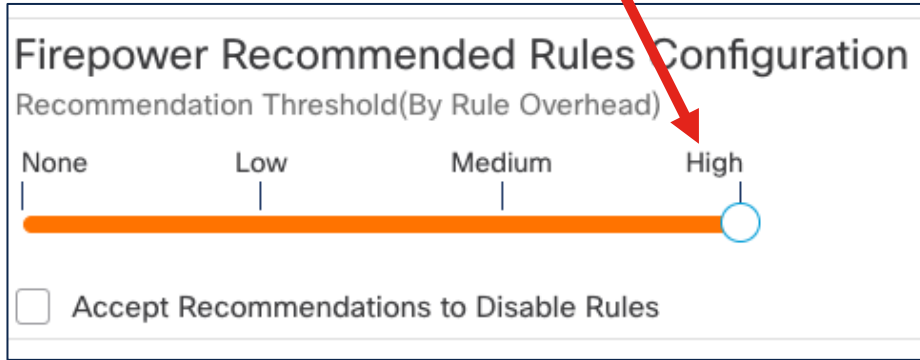 Firepower Recommended Rules Configuration
Recommendation Threshold(By Rule Overhead)
None Low Medium High
Accept Recommendations to Disable Rules